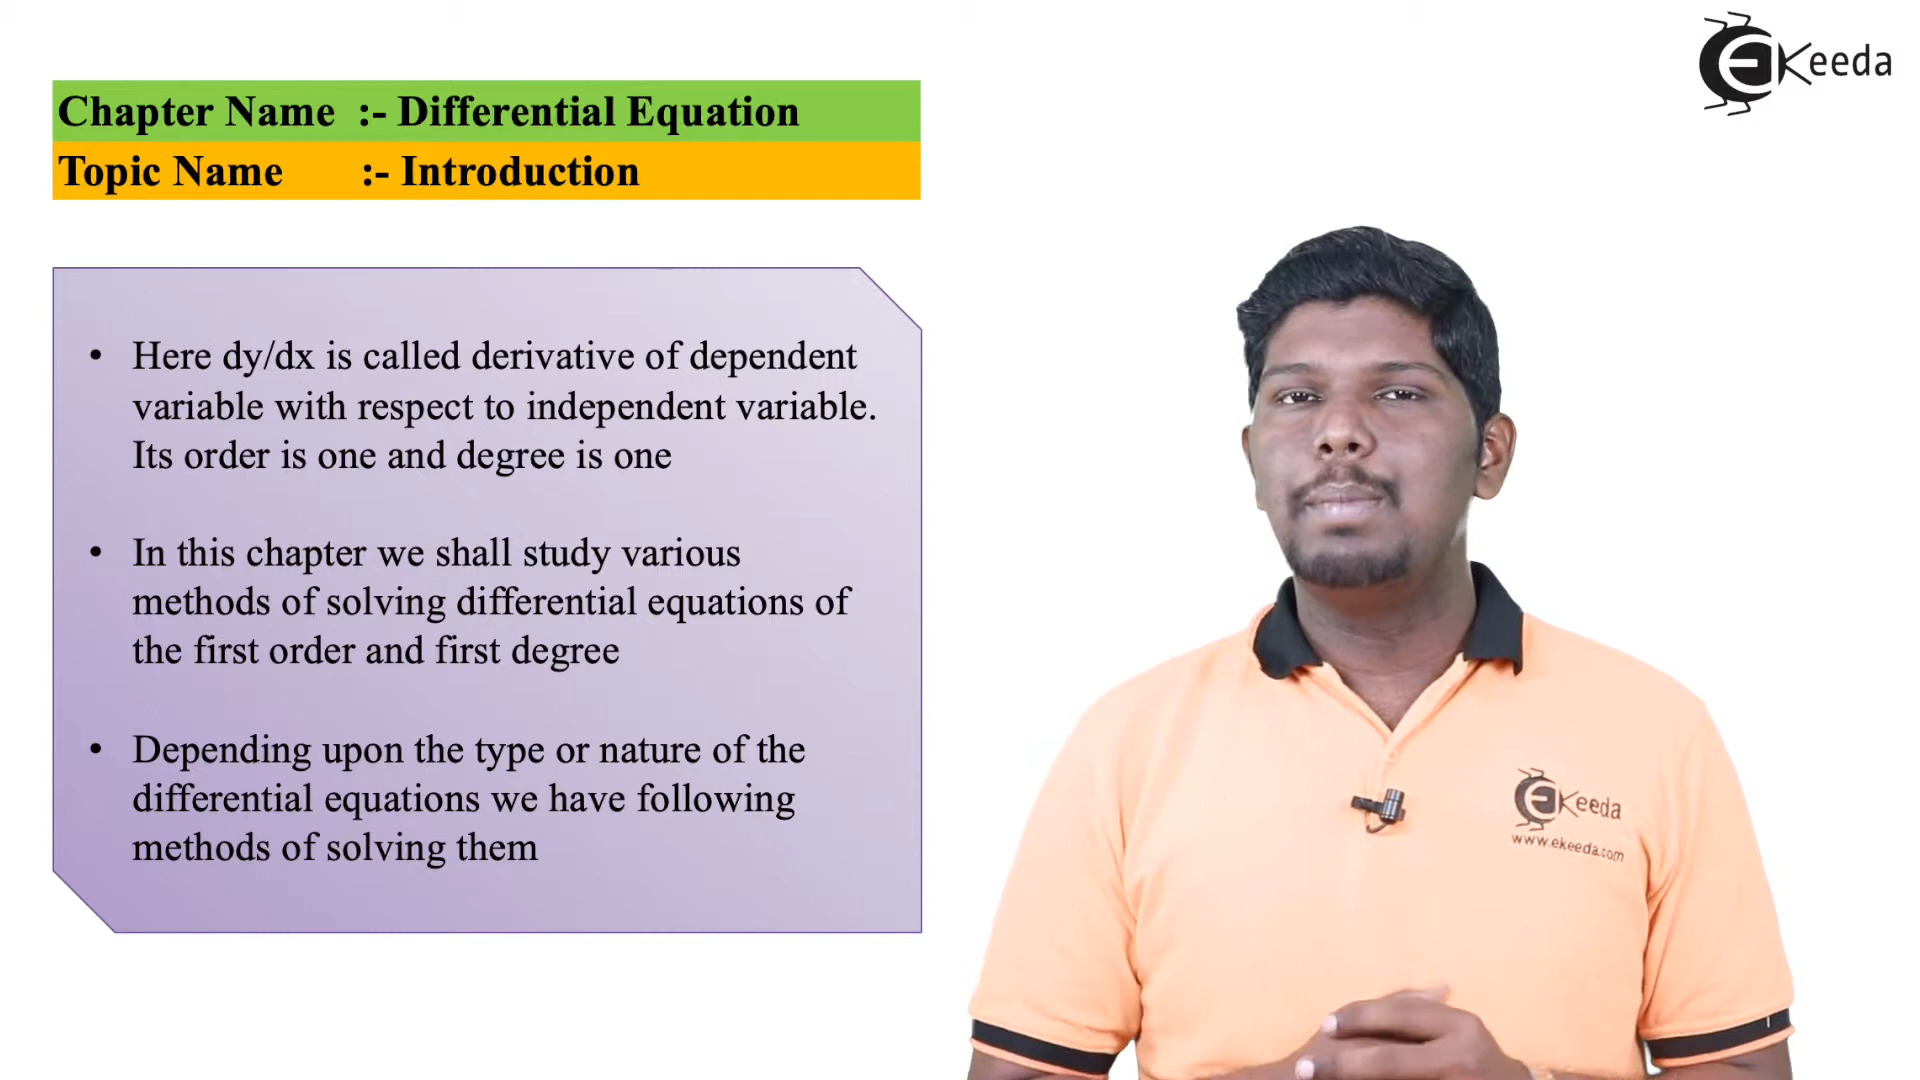 Keeda
Chapter Name :- Differential Equation
Topic Name :- Introduction
• Here dy/dx is called derivative of dependent
variable with respect to independent variable.
Its order is one and degree is one
• In this chapter we shall study various
methods of solving differential equations of
the first order and first degree
• Depending upon the type or nature of the
differential equations we have following
methods of solving them
EKeeda
www.ekeeda.com